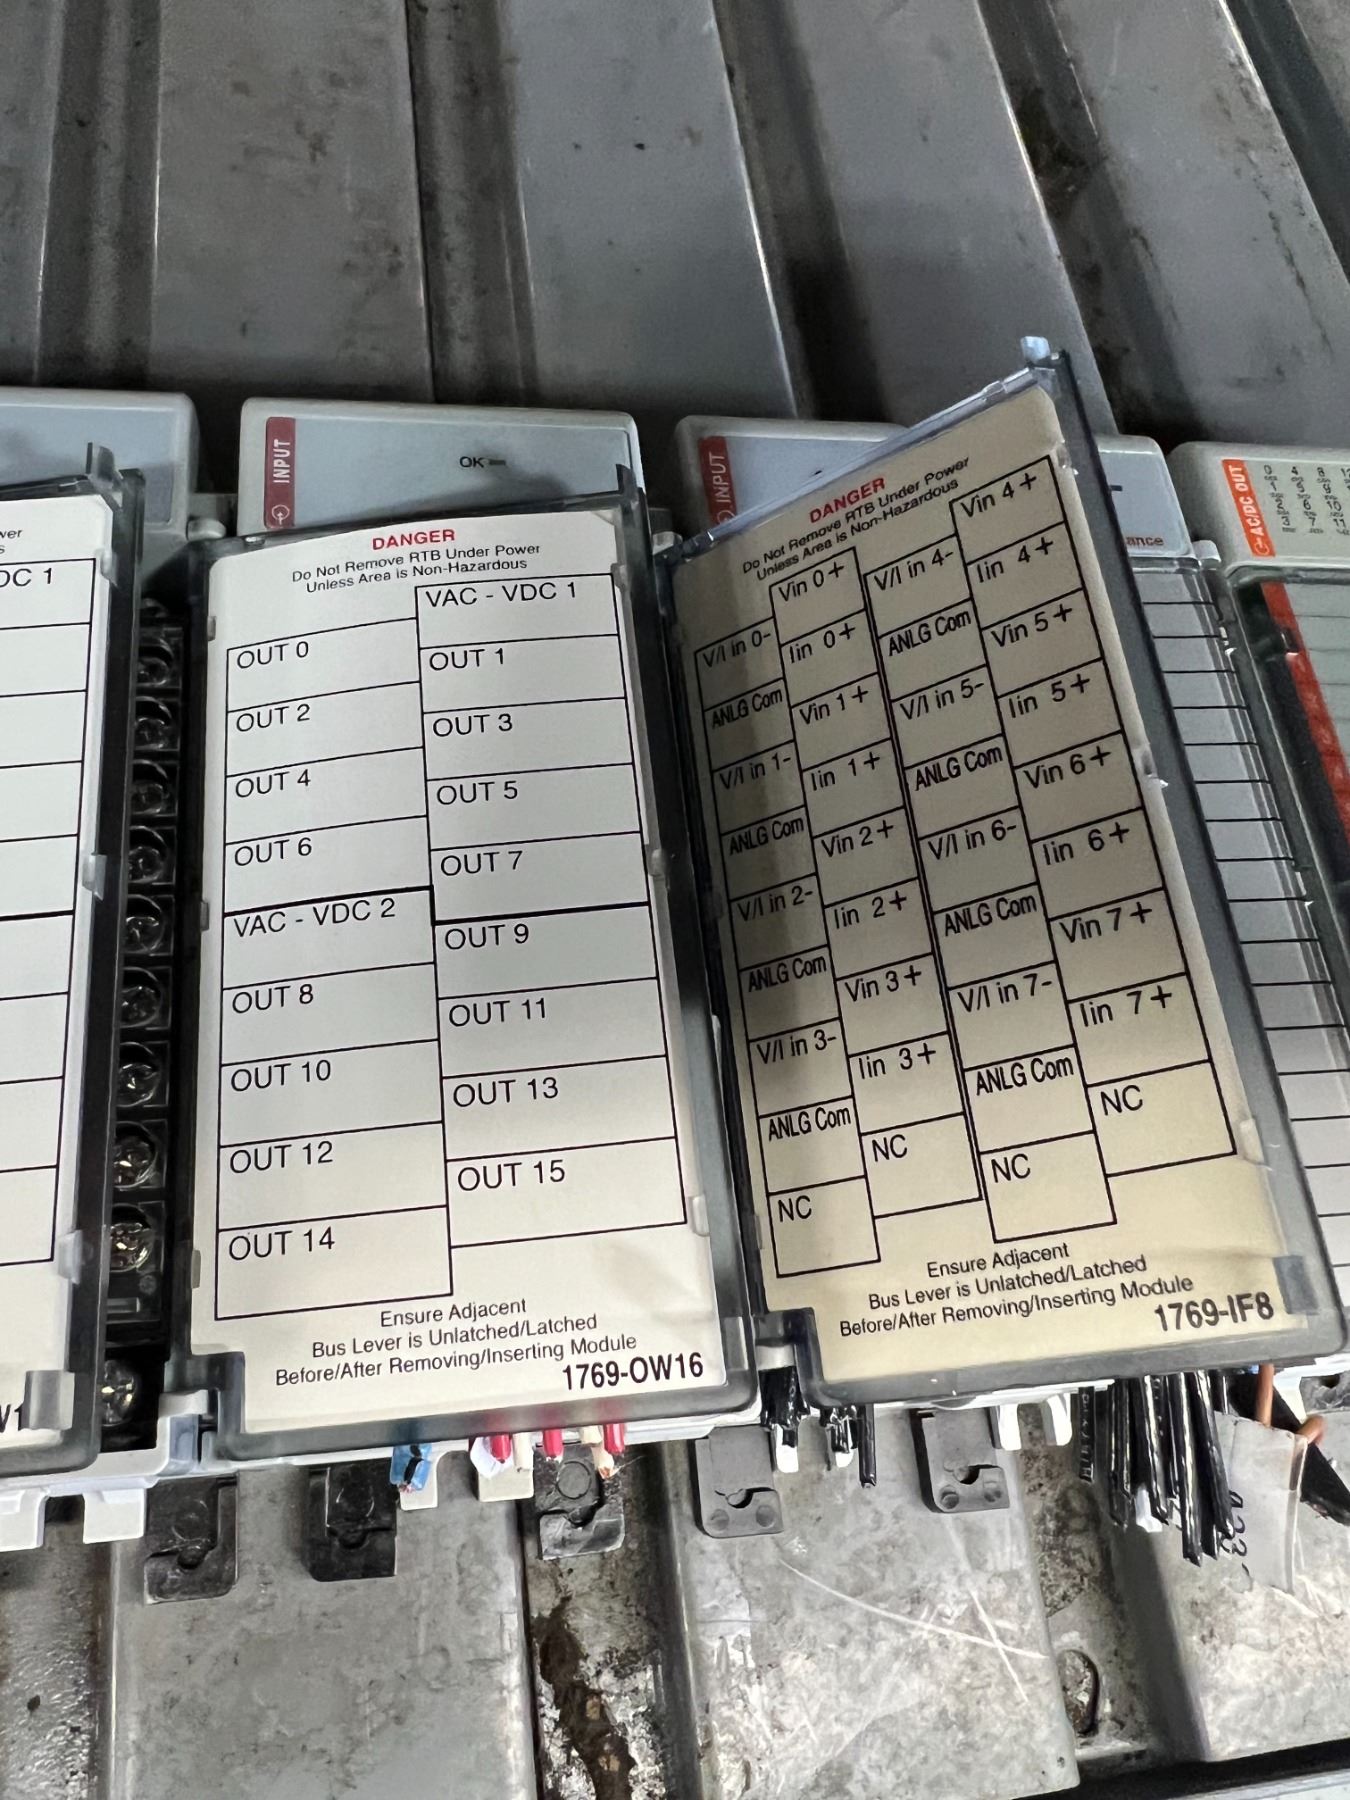 DC 1
INPUT
OK
DANGER
Do Not Remove RTB Under Power
Unless Area is Non-Hazardous
VAC - VDC 1
OUT 0
OUT 1
OUT 2
OUT 3
OUT 4
OUT 5
OUT 6
OUT 7
VAC - VDC 2
OUT 9
OUT 8
OUT 11
OUT 10
OUT 13
OUT 12
OUT 15
OUT 14
Ensure Adjacent
Bus Lever is Unlatched/Latched
Before/After Removing/Inserting Module
1769-OW16
INPUT
DANGER
Do Not Remove RTB Under Power
Unless Area is Non-Hazardous
Vin 0+
V/I in 0-
Iin 0+
ANLG Com
Vin 1+
V/I in 1-
Iin 1+
ANLG Com
Vin 2+
V/I in 2-
Iin 2+
ANLG Com
Vin 3+
V/I in 3-
Iin 3+
ANLG Com
NC
NC
Vin 4+
V/I in 4-
Iin 4+
ANLG Com
Vin 5+
V/I in 5-
Iin 5+
ANLG Com
Vin 6+
V/I in 6-
Iin 6+
ANLG Com
Vin 7+
V/I in 7-
Iin 7+
ANLG Com
NC
NC
Ensure Adjacent
Bus Lever is Unlatched/Latched
Before/After Removing/Inserting Module
1769-IF8
ance
AC/DC OUT
0 4 8